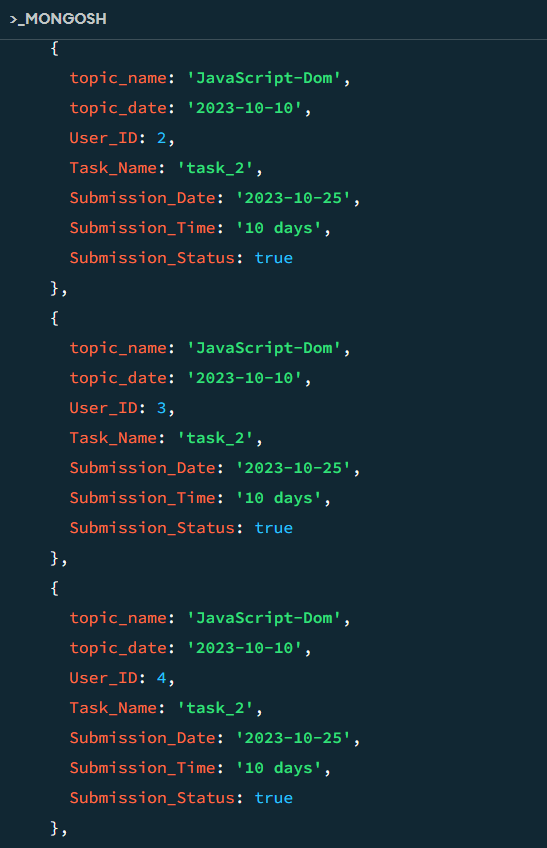 >_MONGOSH
{
topic_name: 'JavaScript-Dom',
topic_date: '2023-10-10',
User_ID: 2,
Task_Name: 'task_2',
Submission_Date: '2023-10-25',
Submission_Time: '10 days',
Submission_Status: true
},
{
topic_name: 'JavaScript-Dom',
topic_date: '2023-10-10',
User_ID: 3,
Task_Name: 'task_2',
Submission_Date: '2023-10-25',
Submission_Time: '10 days',
Submission_Status: true
},
{
topic_name: 'JavaScript-Dom',
topic_date: '2023-10-10',
User_ID: 4,
Task_Name: 'task_2',
Submission_Date: '2023-10-25',
Submission_Time: '10 days',
Submission_Status: true
},